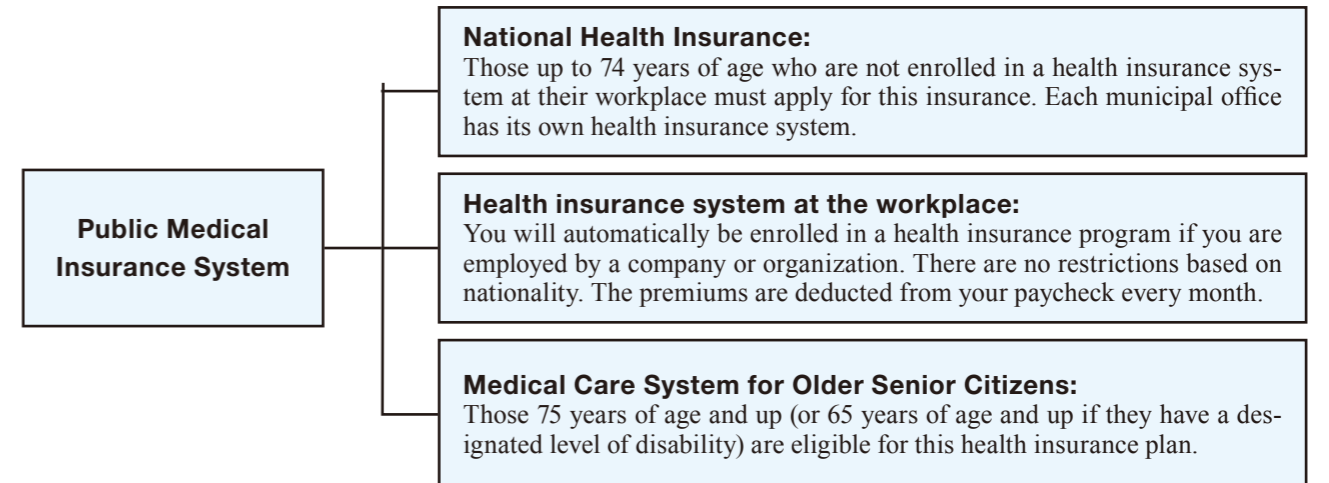 Public Medical
Insurance System
National Health Insurance:
Those up to 74 years of age who are not enrolled in a health insurance sys-
tem at their workplace must apply for this insurance. Each municipal office
has its own health insurance system.
Health insurance system at the workplace:
You will automatically be enrolled in a health insurance program if you are
employed by a company or organization. There are no restrictions based on
nationality. The premiums are deducted from your paycheck every month.
Medical Care System for Older Senior Citizens:
Those 75 years of age and up (or 65 years of age and up if they have a des-
ignated level of disability) are eligible for this health insurance plan.